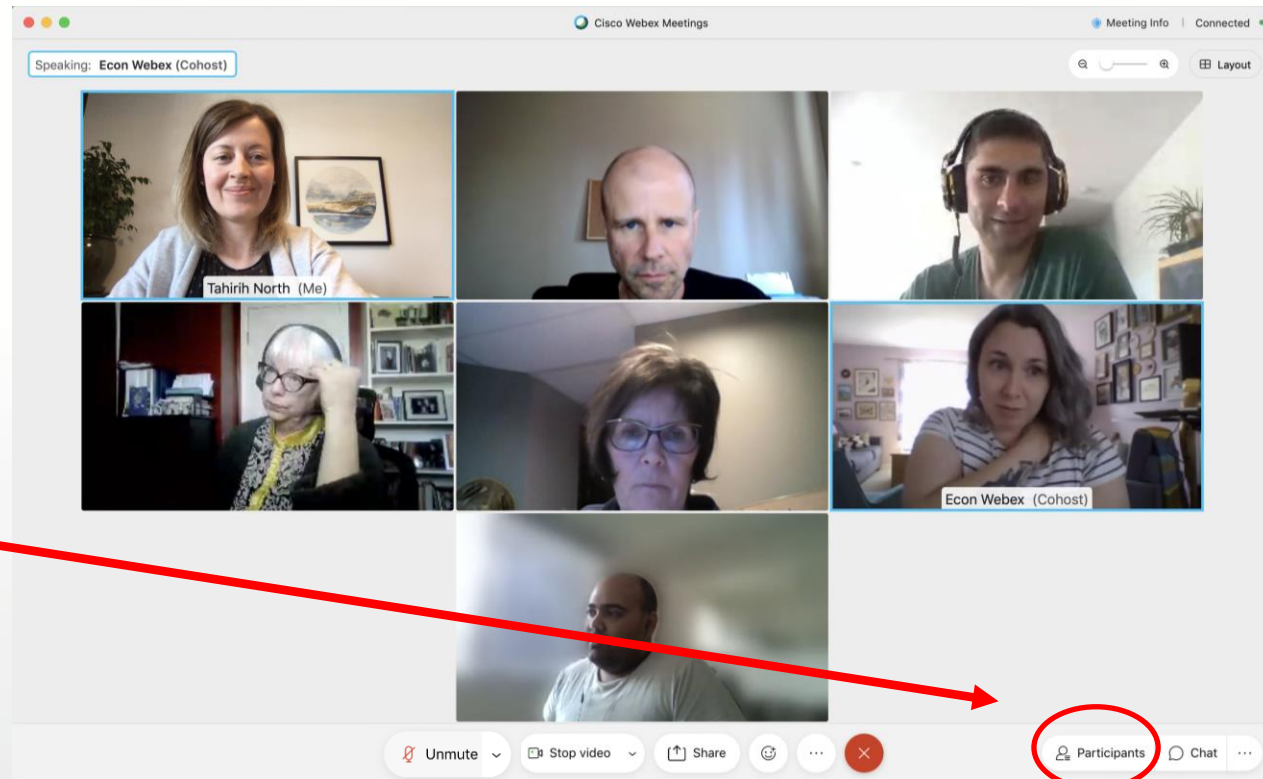 Cisco Webex Meetings
Meeting Info
Connected
Speaking: Econ Webex (Cohost)
Layout
Tahirih North (Me)
Econ Webex (Cohost)
Unmute
Stop video
Share
Participants
Chat